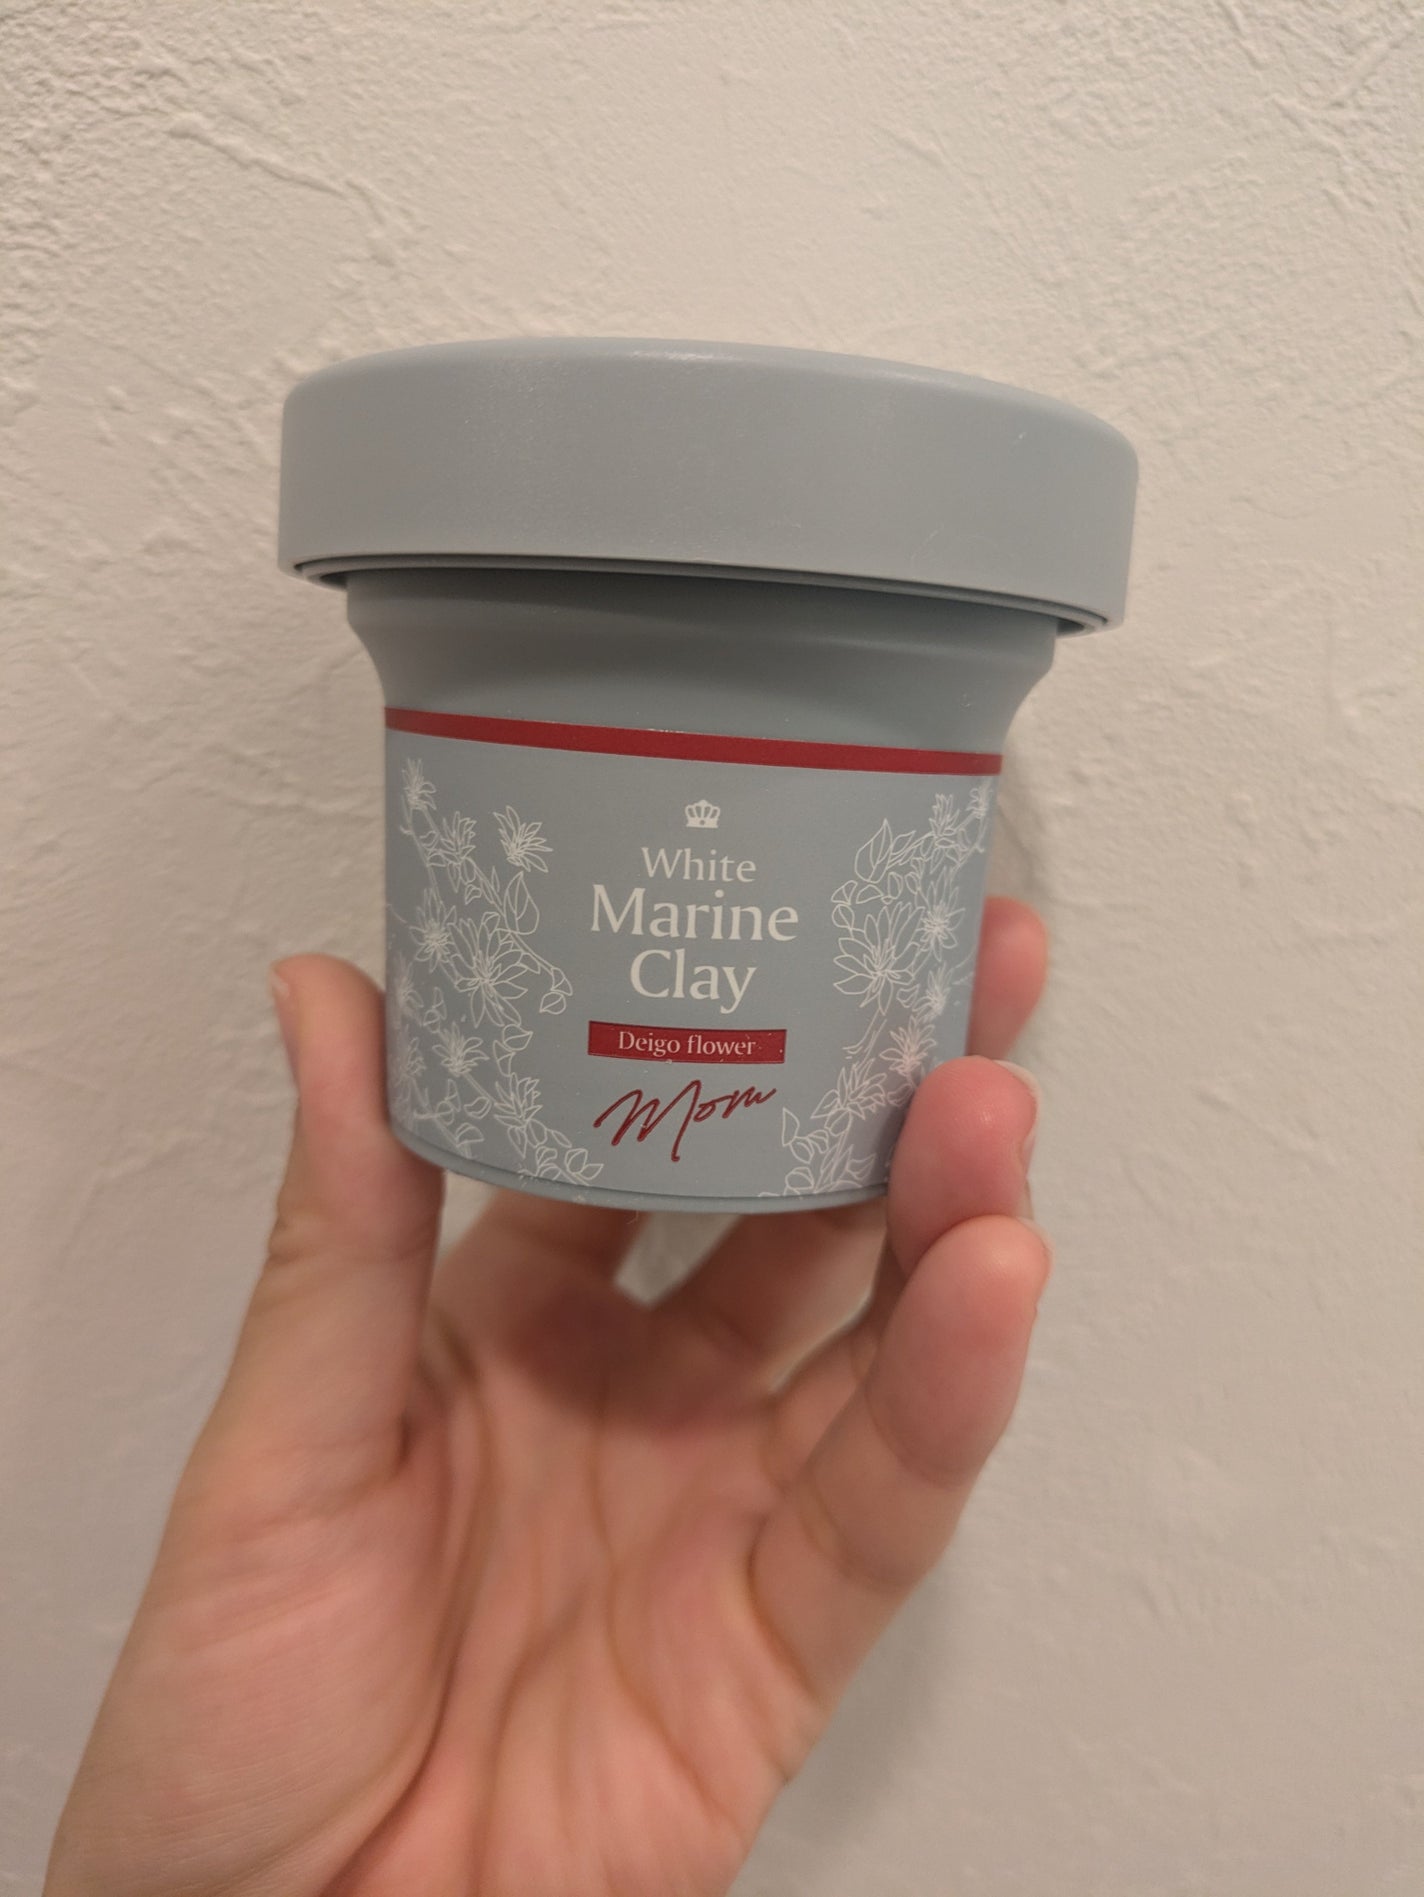 White
Marine
Clay
Deigo flower
Mom